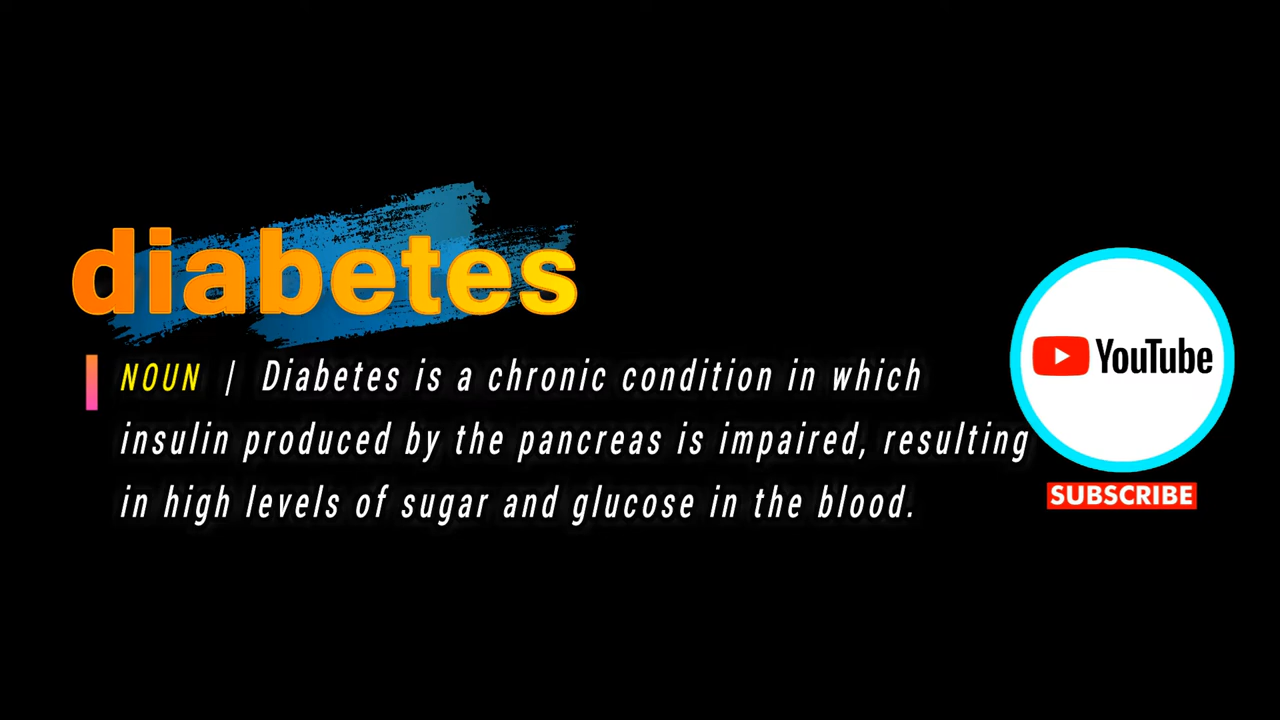 diabetes
NOUN | Diabetes is a chronic condition in which
insulin produced by the pancreas is impaired, resulting
in high levels of sugar and glucose in the blood.
YouTube
SUBSCRIBE